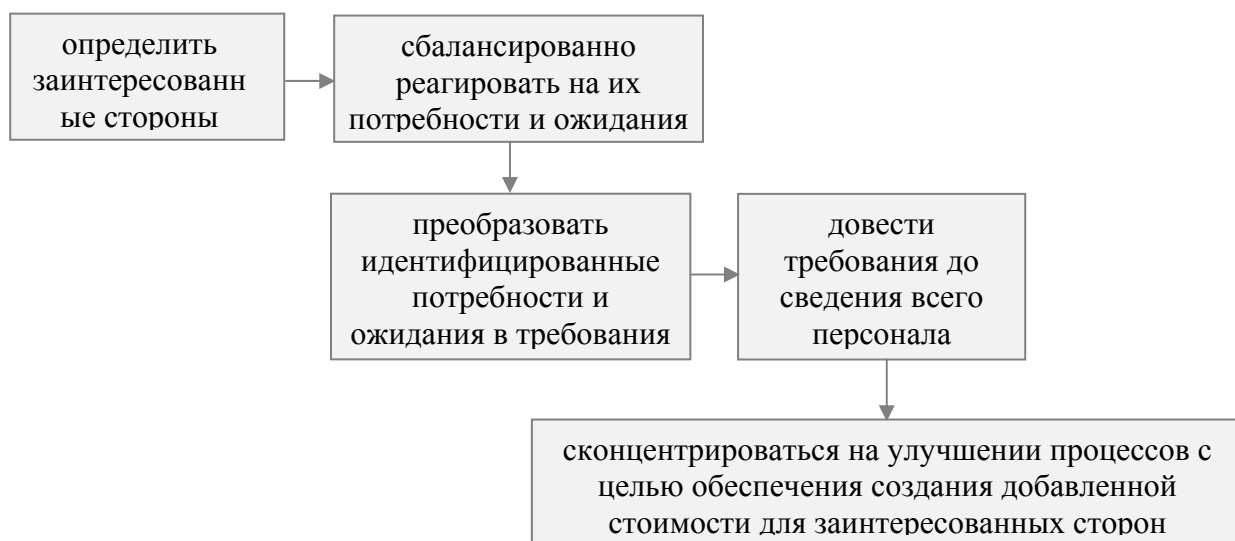 определить
заинтересованн
ые стороны
сбалансированно
реагировать на их
потребности и ожидания
преобразовать
идентифицированные
потребности и
ожидания в требования
довести
требования до
сведения всего
персонала
сконцентрироваться на улучшении процессов с
целью обеспечения создания добавленной
стоимости для заинтересованных сторон